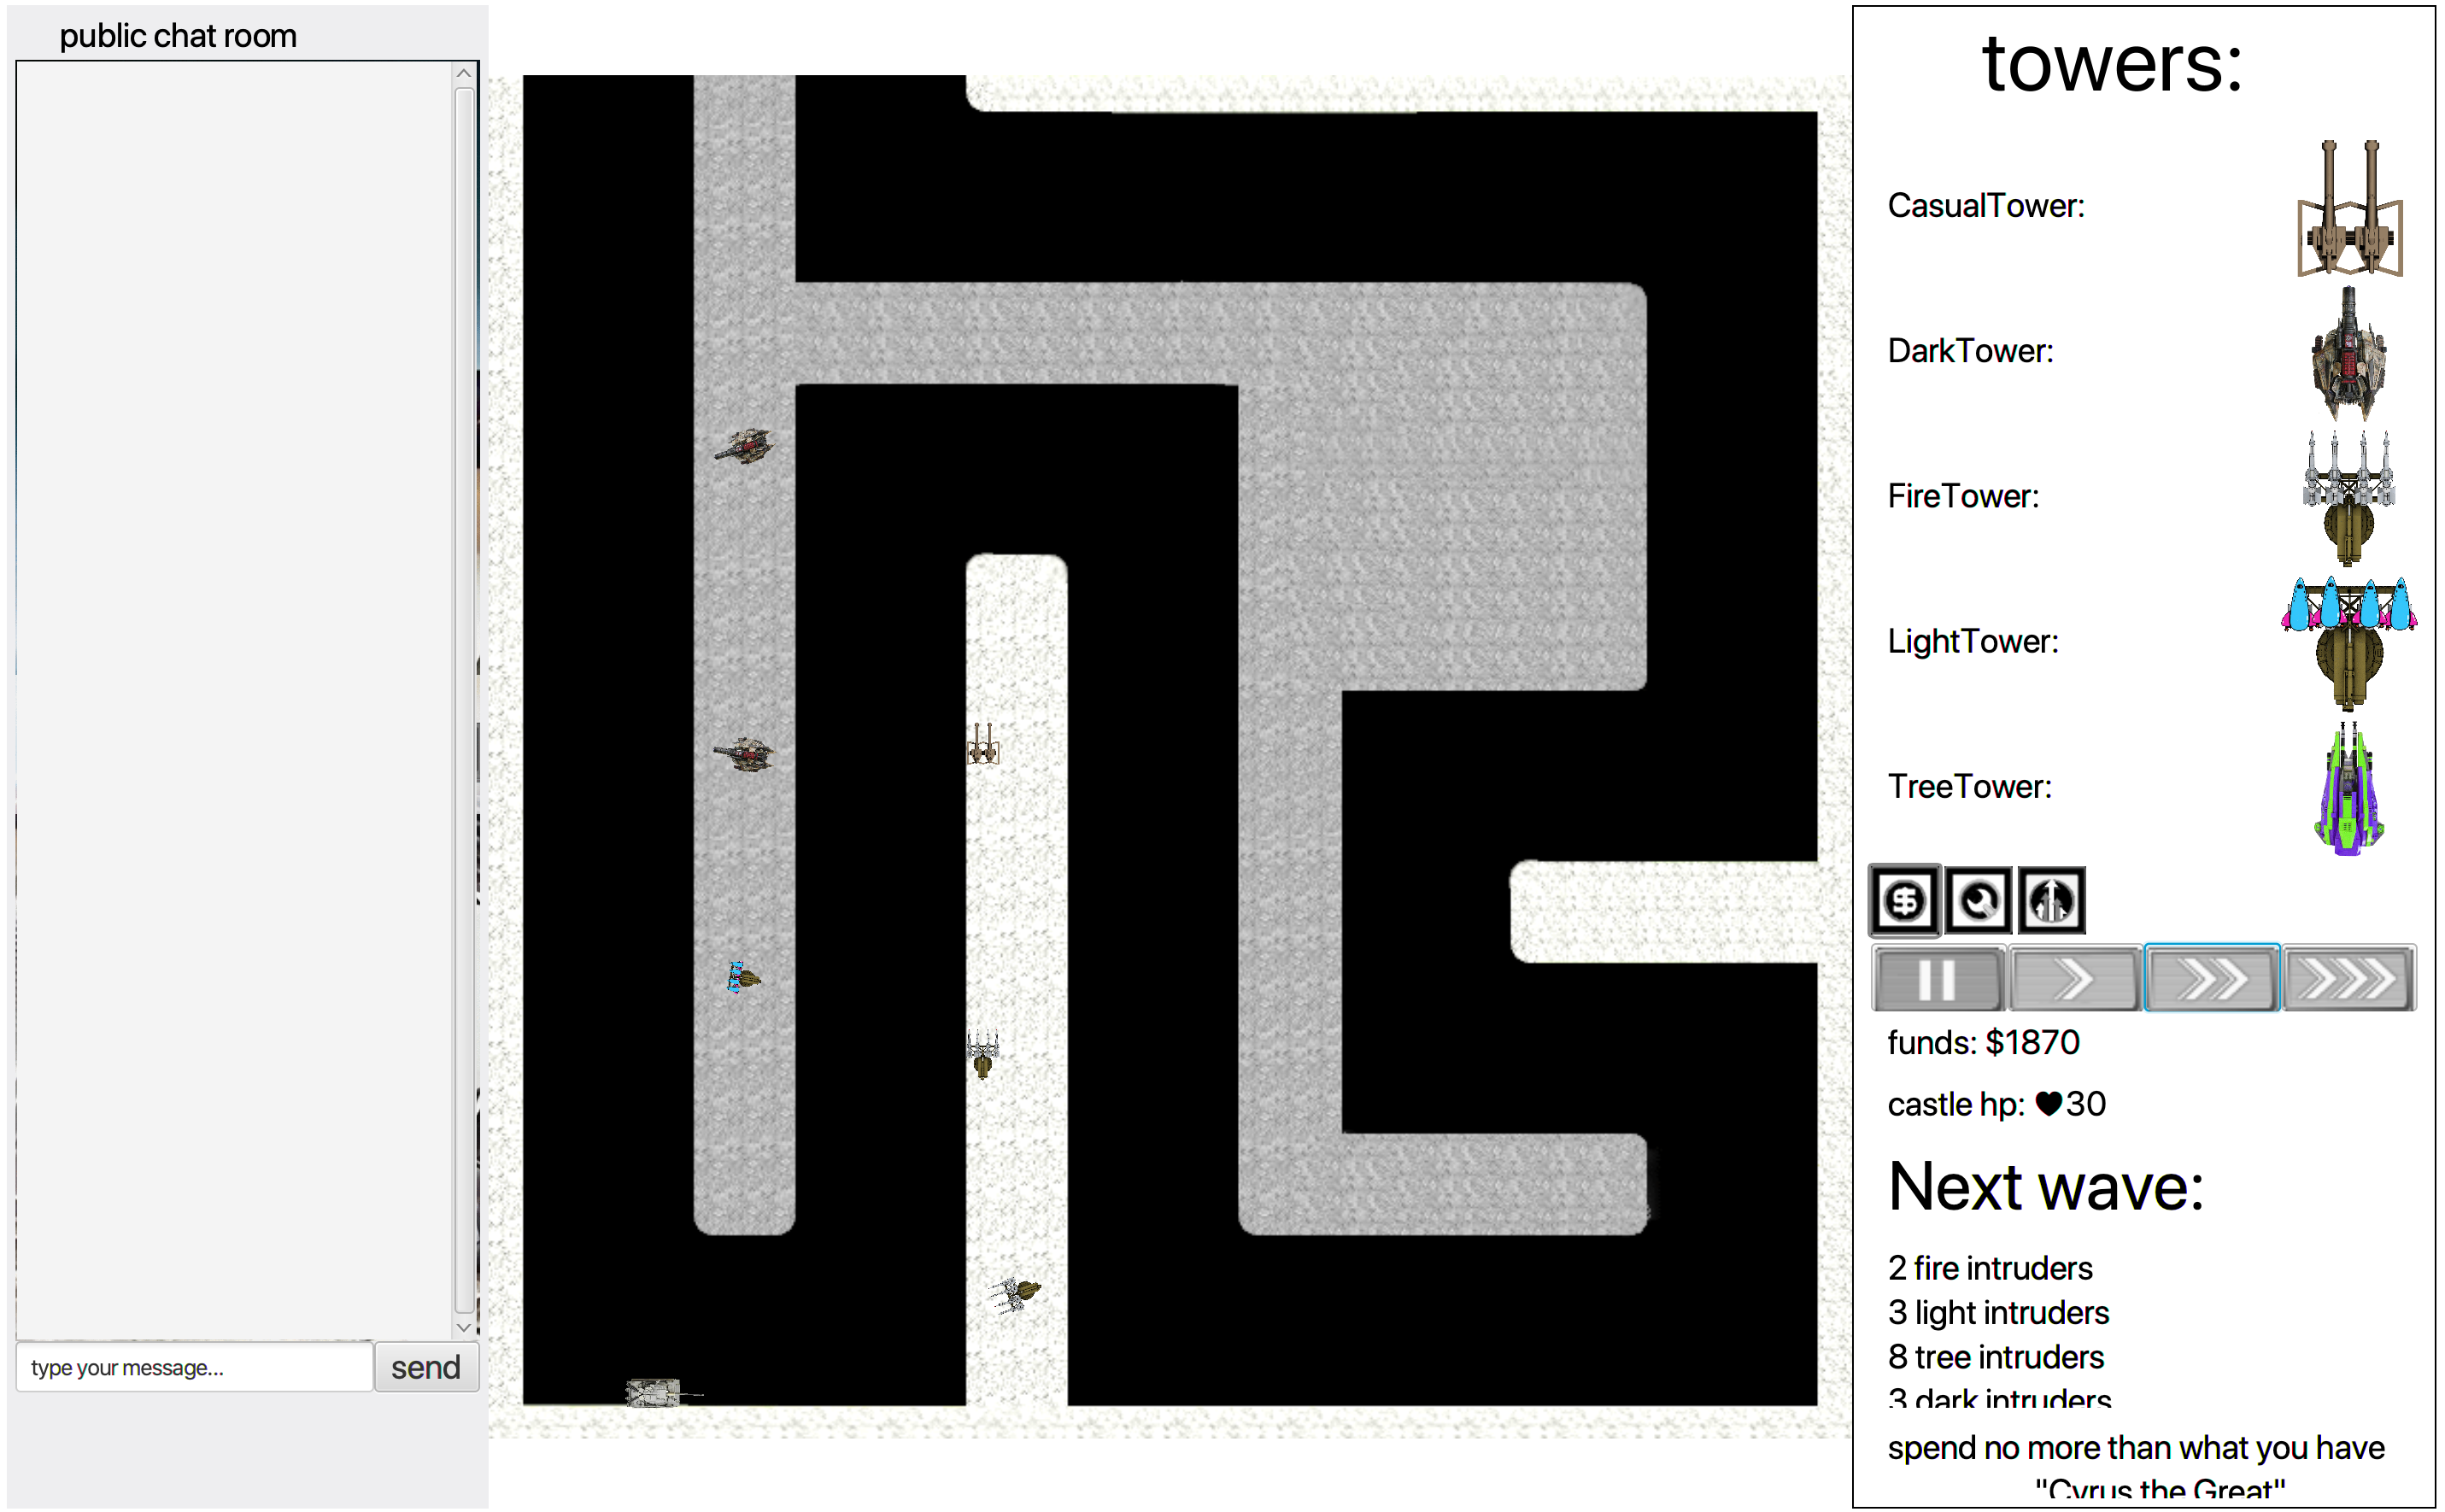 public chat room
type your message...
send
towers:
CasualTower:
DarkTower:
FireTower:
LightTower:
TreeTower:
funds: $1870
castle hp: ♥30
Next wave:
2 fire intruders
3 light intruders
8 tree intruders
3 dark intruders
spend no more than what you have
"Cyrus the Great"